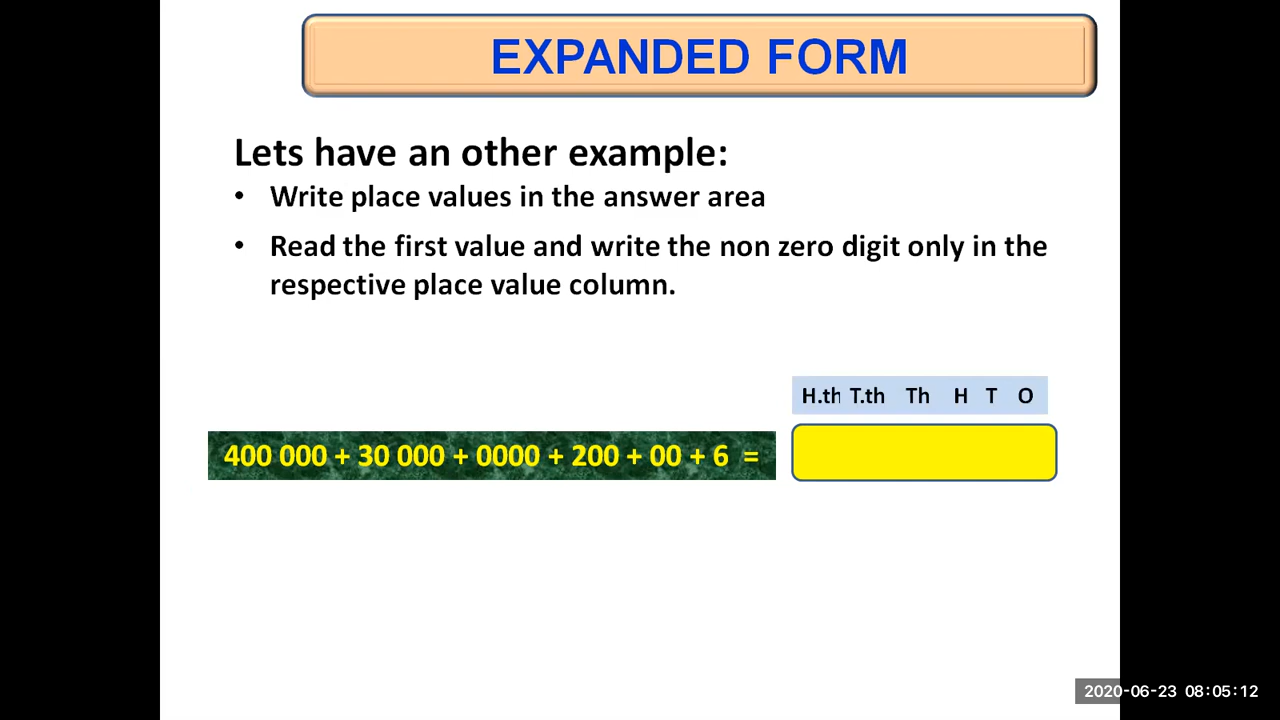 EXPANDED FORM
Lets have an other example:
• Write place values in the answer area
• Read the first value and write the non zero digit only in the
respective place value column.
H.th T.th Th H T O
400 000 + 30 000 + 0000 + 200 + 00 + 6 =
2020-06-23 08:05:12